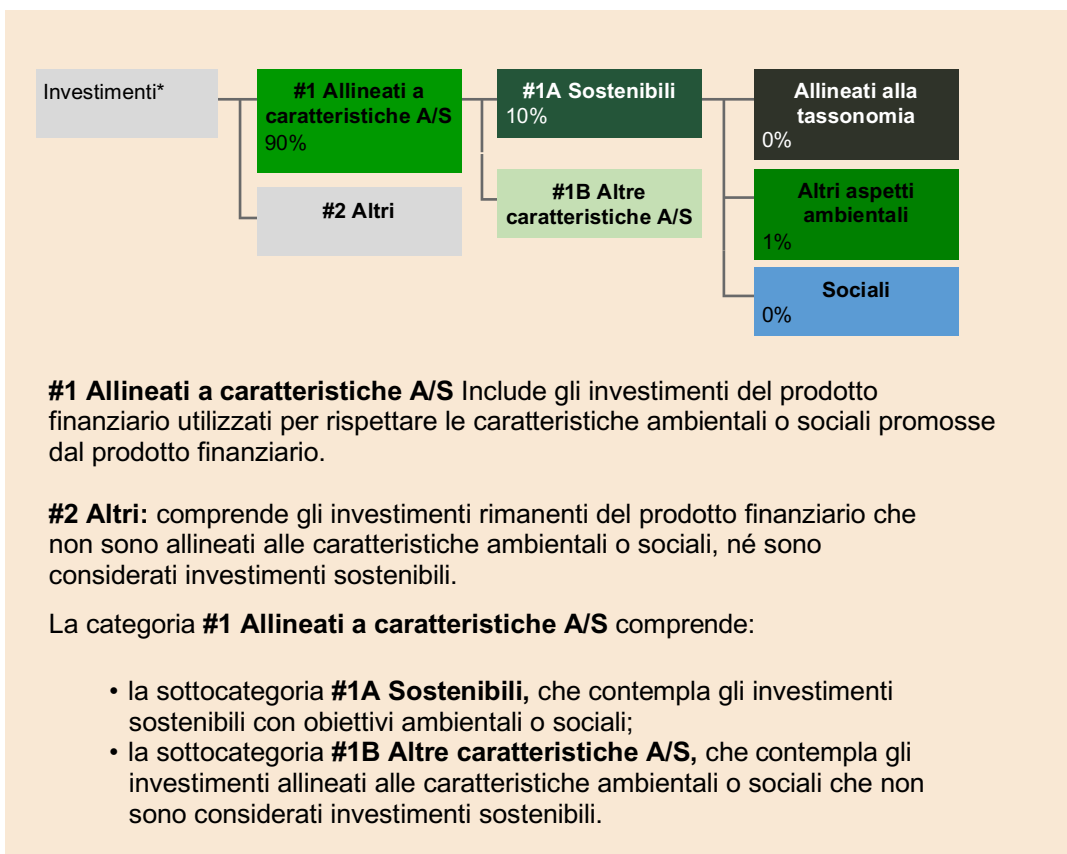 Investimenti*
#1 Allineati a
caratteristiche A/S
90%
#2 Altri
#1A Sostenibili
10%
#1B Altre
caratteristiche A/S
Allineati alla
tassonomia
0%
Altri aspetti
ambientali
1%
Sociali
0%
#1 Allineati a caratteristiche A/S Include gli investimenti del prodotto
finanziario utilizzati per rispettare le caratteristiche ambientali o sociali promosse
dal prodotto finanziario.
#2 Altri: comprende gli investimenti rimanenti del prodotto finanziario che
non sono allineati alle caratteristiche ambientali o sociali, né sono
considerati investimenti sostenibili.
La categoria #1 Allineati a caratteristiche A/S comprende:
• la sottocategoria #1A Sostenibili, che contempla gli investimenti
sostenibili con obiettivi ambientali o sociali;
• la sottocategoria #1B Altre caratteristiche A/S, che contempla gli
investimenti allineati alle caratteristiche ambientali o sociali che non
sono considerati investimenti sostenibili.